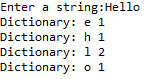 Enter a string:Hello
Dictionary: e 1
Dictionary: h 1
Dictionary: l 2
Dictionary: o 1